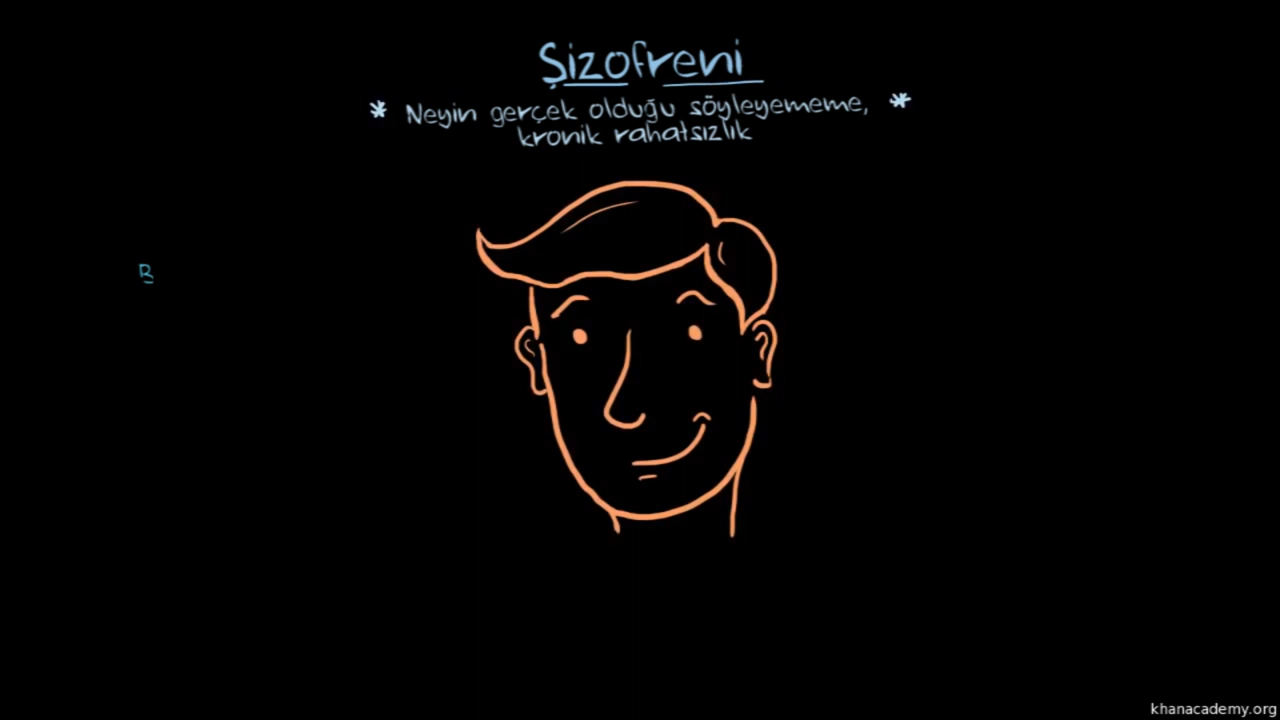 Şizofreni
* Neyin gerçek olduğu söyleyememe, *
kronik rahatsızlık
B
khanacademy.org